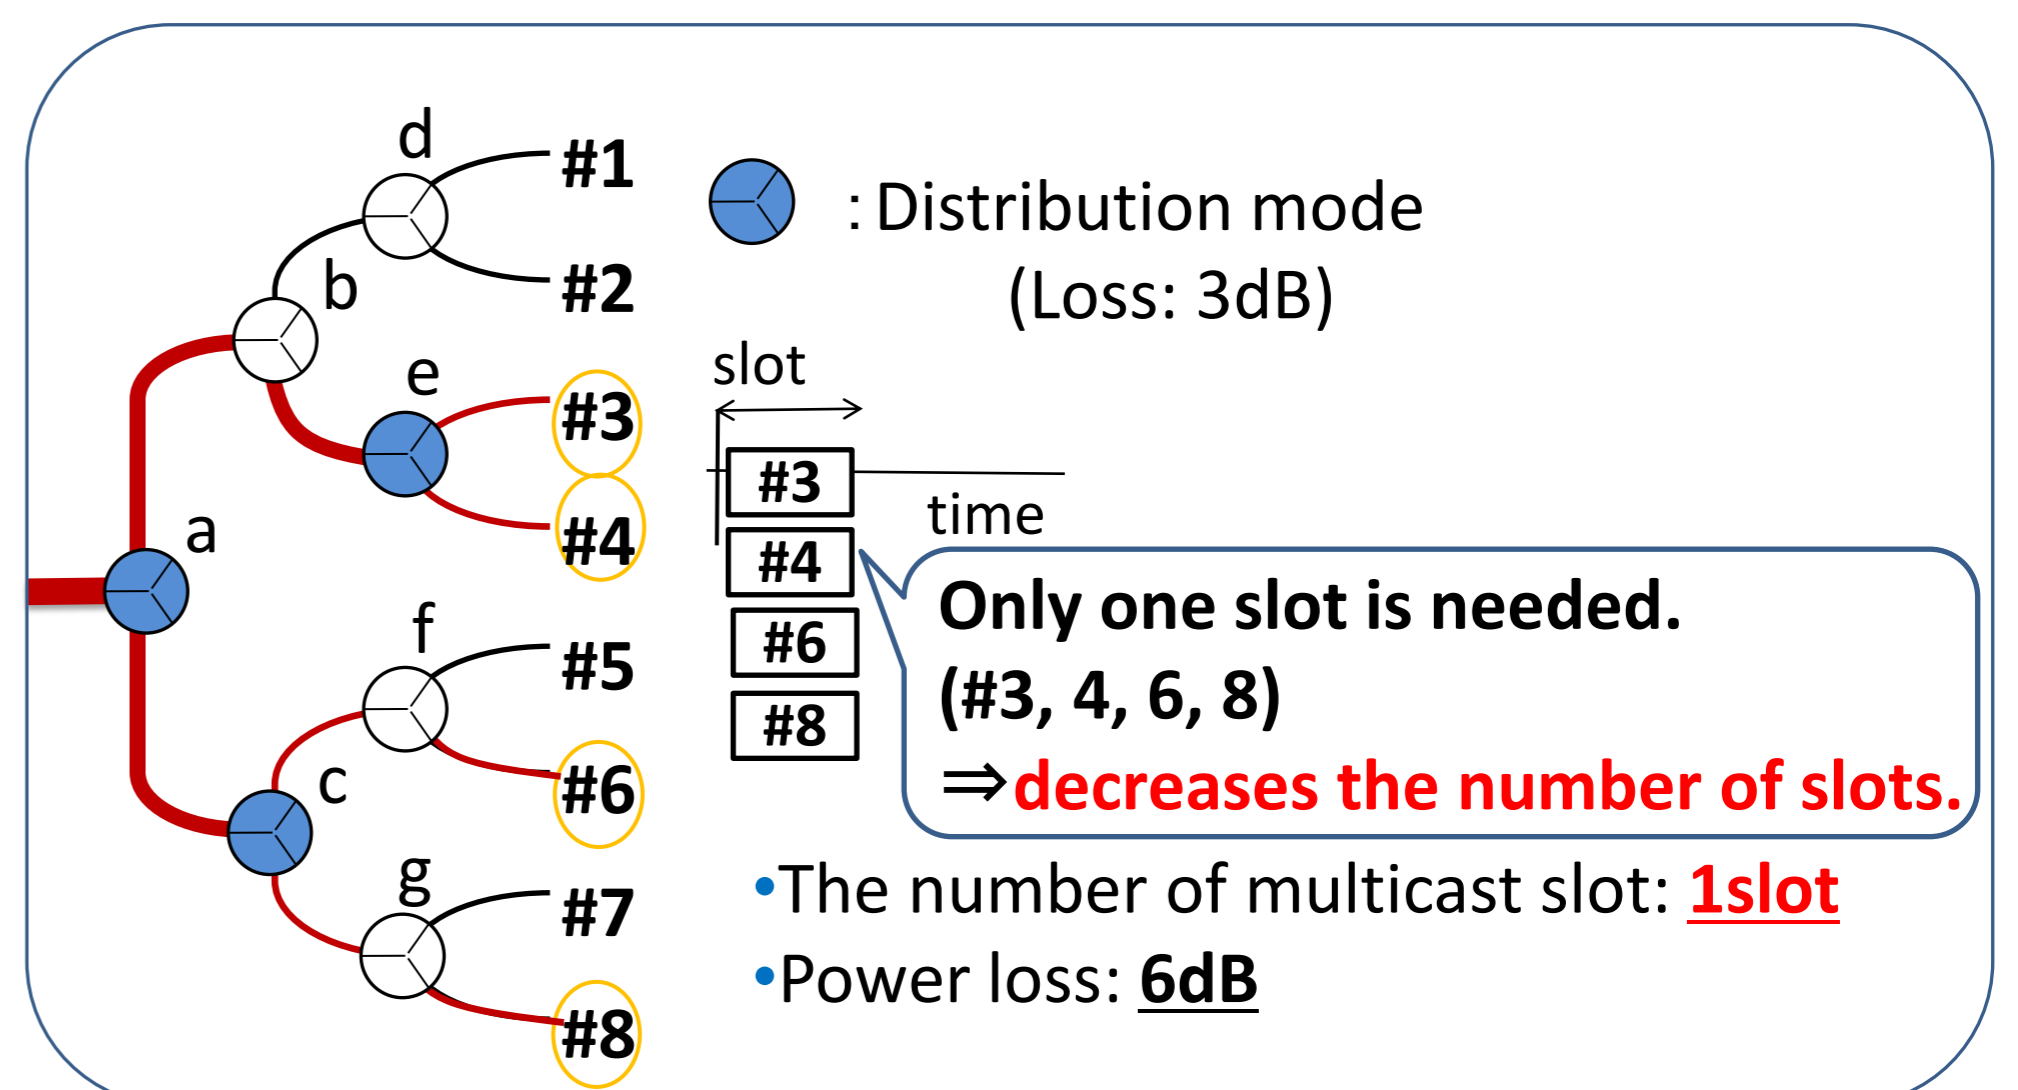 d
#1
: Distribution mode
(Loss: 3dB)
b
#2
slot
e
#3
#3
time
a
#4
#4
Only one slot is needed.
(#3, 4, 6, 8)
⇒decreases the number of slots.
f
#5
#6
c
#6
#8
g
#7
•The number of multicast slot: 1slot
•Power loss: 6dB
#8